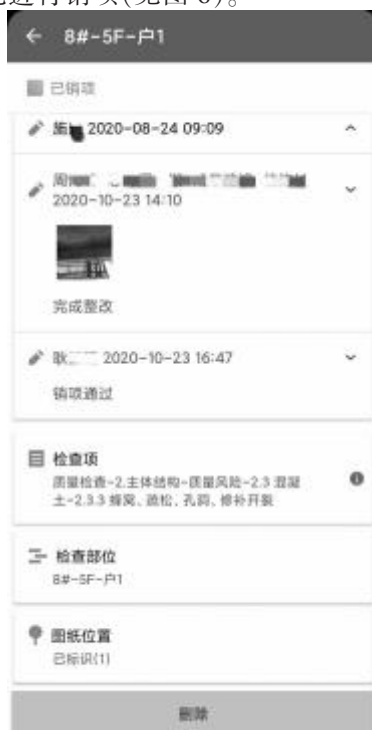 进行销项(见图6)。
← 8#-5F-户1
已销项
施 2020-08-24 09:09
周
2020-10-23 14:10
完成整改
耿 2020-10-23 16:47
销项通过
检查项
质量检查-2.主体结构-质量风险-2.3 混凝
土-2.3.3 蜂窝、疏松、孔洞、修补开裂
检查部位
8#-5F-户1
图纸位置
已标识(1)
删除